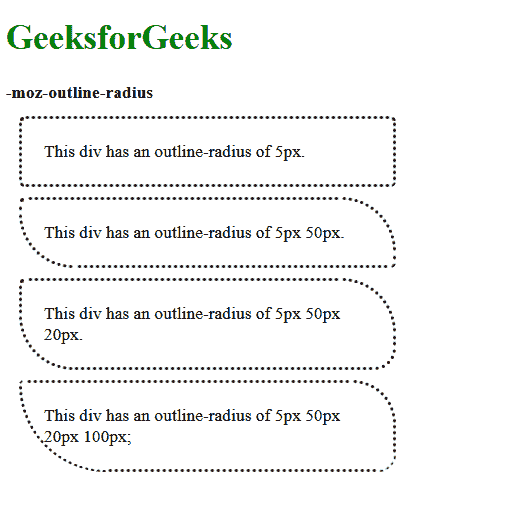 GeeksforGeeks
-moz-outline-radius
This div has an outline-radius of 5px.
This div has an outline-radius of 5px 50px.
This div has an outline-radius of 5px 50px
20px.
This div has an outline-radius of 5px 50px
20px 100px;